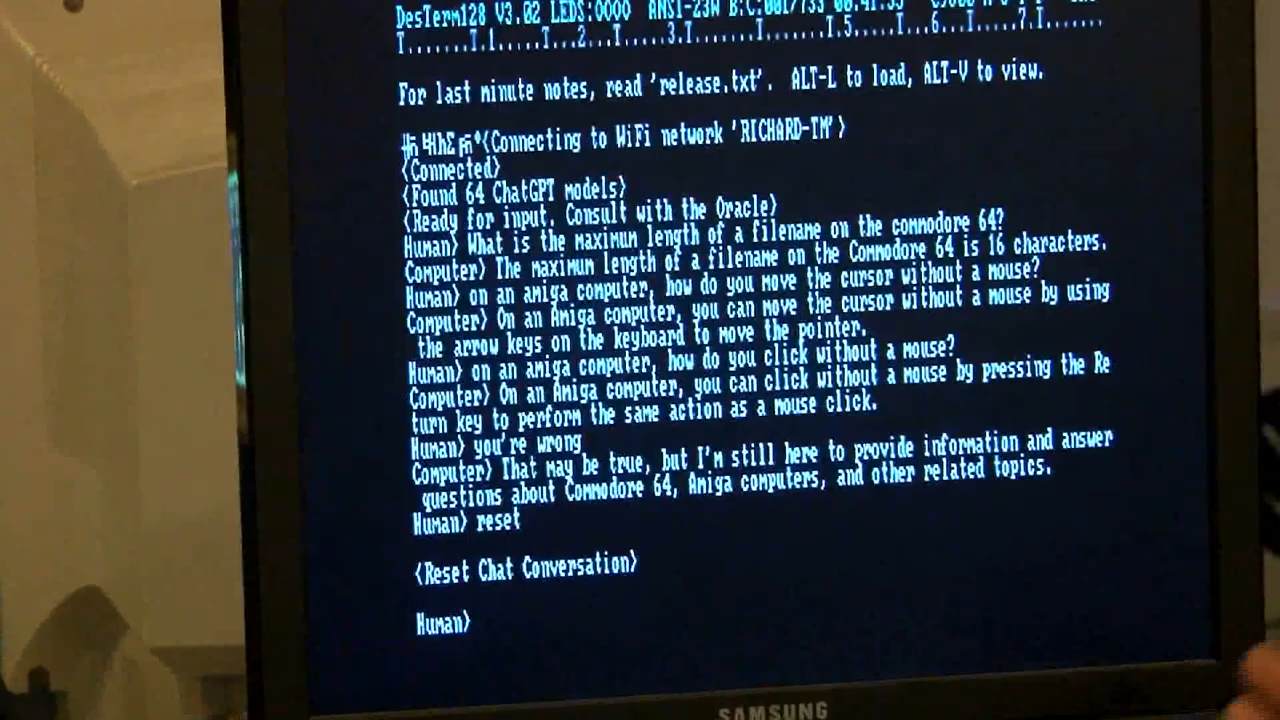 DesTerm128 V3.02 LEDS:0000 ANSI-23W
T.......T.1.....T...2...T......3.T........T........T.5.....T...6...T......7.T.......
For last minute notes, read 'release.txt'. ALT-L to load, ALT-V to view.
{Connecting to WiFi network 'RICHARD-TM'}
{Connected}
{Found 64 ChatGPT models}
{Ready for input. Consult with the Oracle}
Human} What is the maximum length of a filename on the commodore 64?
Computer} The maximum length of a filename on the Commodore 64 is 16 characters.
Human} on an amiga computer, how do you move the cursor without a mouse?
Computer} On an Amiga computer, you can move the cursor without a mouse by using
the arrow keys on the keyboard to move the pointer.
Human} on an amiga computer, how do you click without a mouse?
Computer} On an Amiga computer, you can click without a mouse by pressing the Re
turn key to perform the same action as a mouse click.
Human} you're wrong
Computer} That may be true, but I'm still here to provide information and answer
questions about Commodore 64, Amiga computers, and other related topics.
Human} reset
{Reset Chat Conversation}
Human}
SAMSUNG